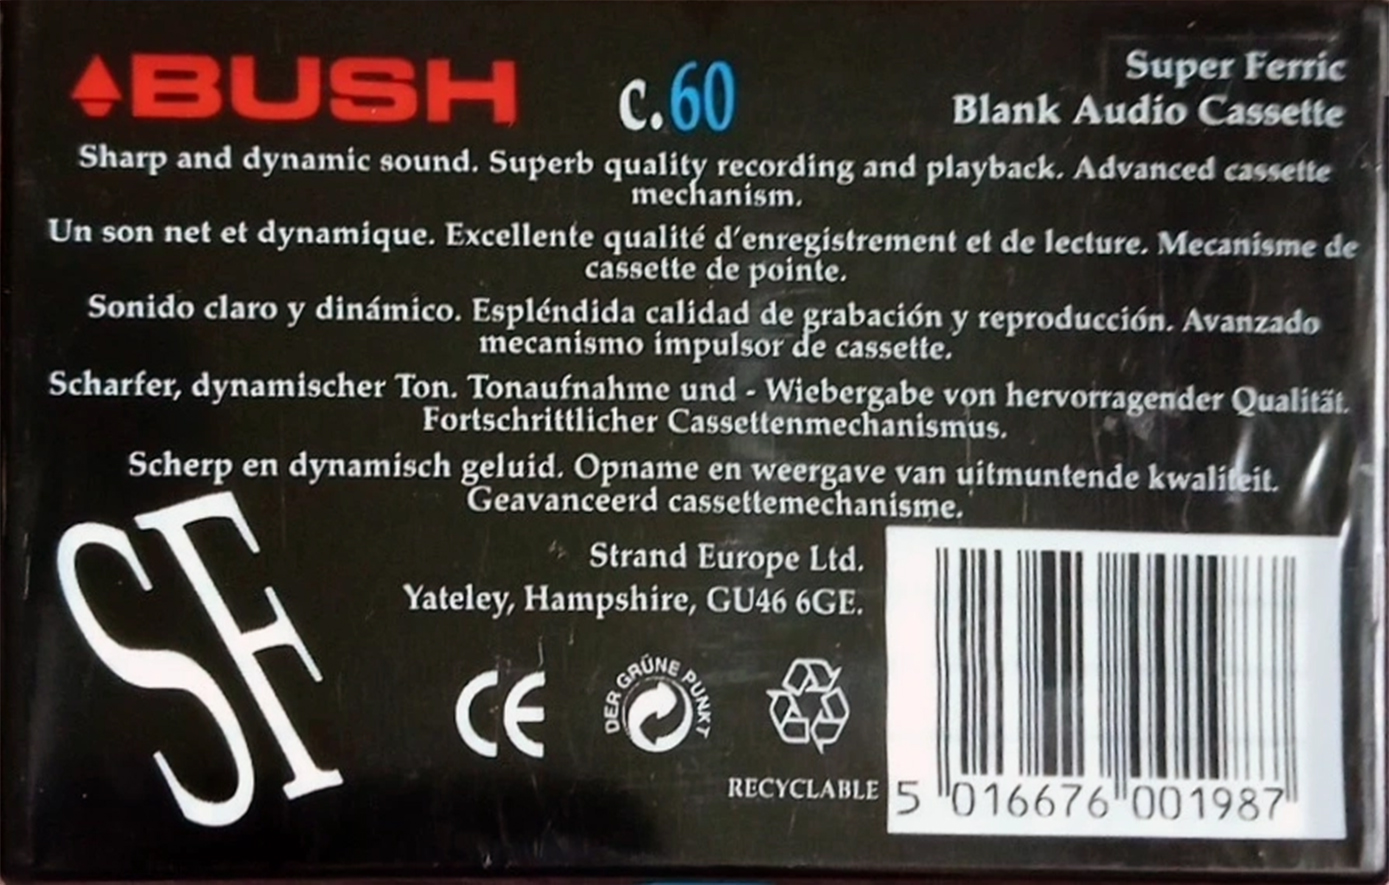 BUSH
c.60
Super Ferric
Blank Audio Cassette
Sharp and dynamic sound. Superb quality recording and playback. Advanced cassette
mechanism.
Un son net et dynamique. Excellente qualité d'enregistrement et de lecture. Mecanisme de
cassette de pointe.
Sonido claro y dinámico. Espléndida calidad de grabación y reproducción. Avanzado
mecanismo impulsor de cassette.
Scharfer, dynamischer Ton. Tonaufnahme und - Wiebergabe von hervorragender Qualität.
Fortschrittlicher Cassettenmechanismus.
Scherp en dynamisch geluid. Opname en weergave van uitmuntende kwaliteit.
Geavanceerd cassettemechanisme.
SF
Strand Europe Ltd.
Yateley, Hampshire, GU46 6GE.
CE
DER GRÜNE PUNKT
RECYCLABLE
5 016676 001987